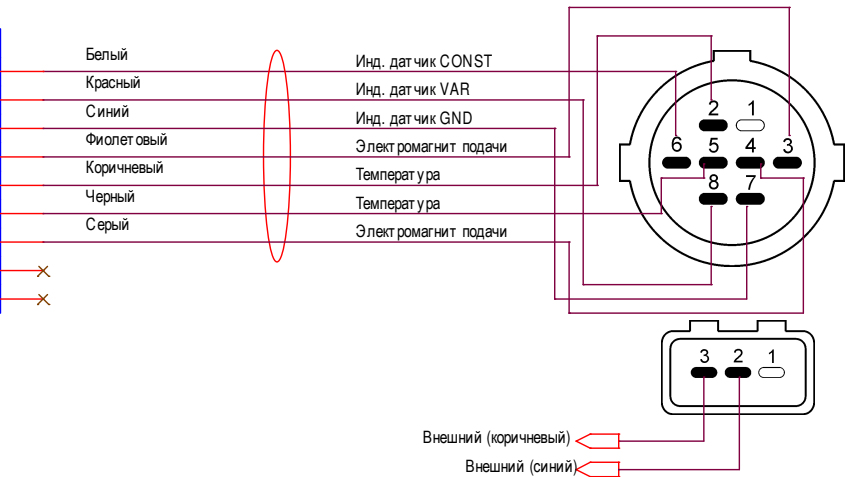 Белый
Инд. датчик CONST
Красный
Инд. датчик VAR
Синий
Инд. датчик GND
Фиолетовый
Электромагнит подачи
Коричневый
Температура
Черный
Температура
Серый
Электромагнит подачи
2 1
6 5 4 3
8 7
3 2 1
Внешний (коричневый)
Внешний (синий)